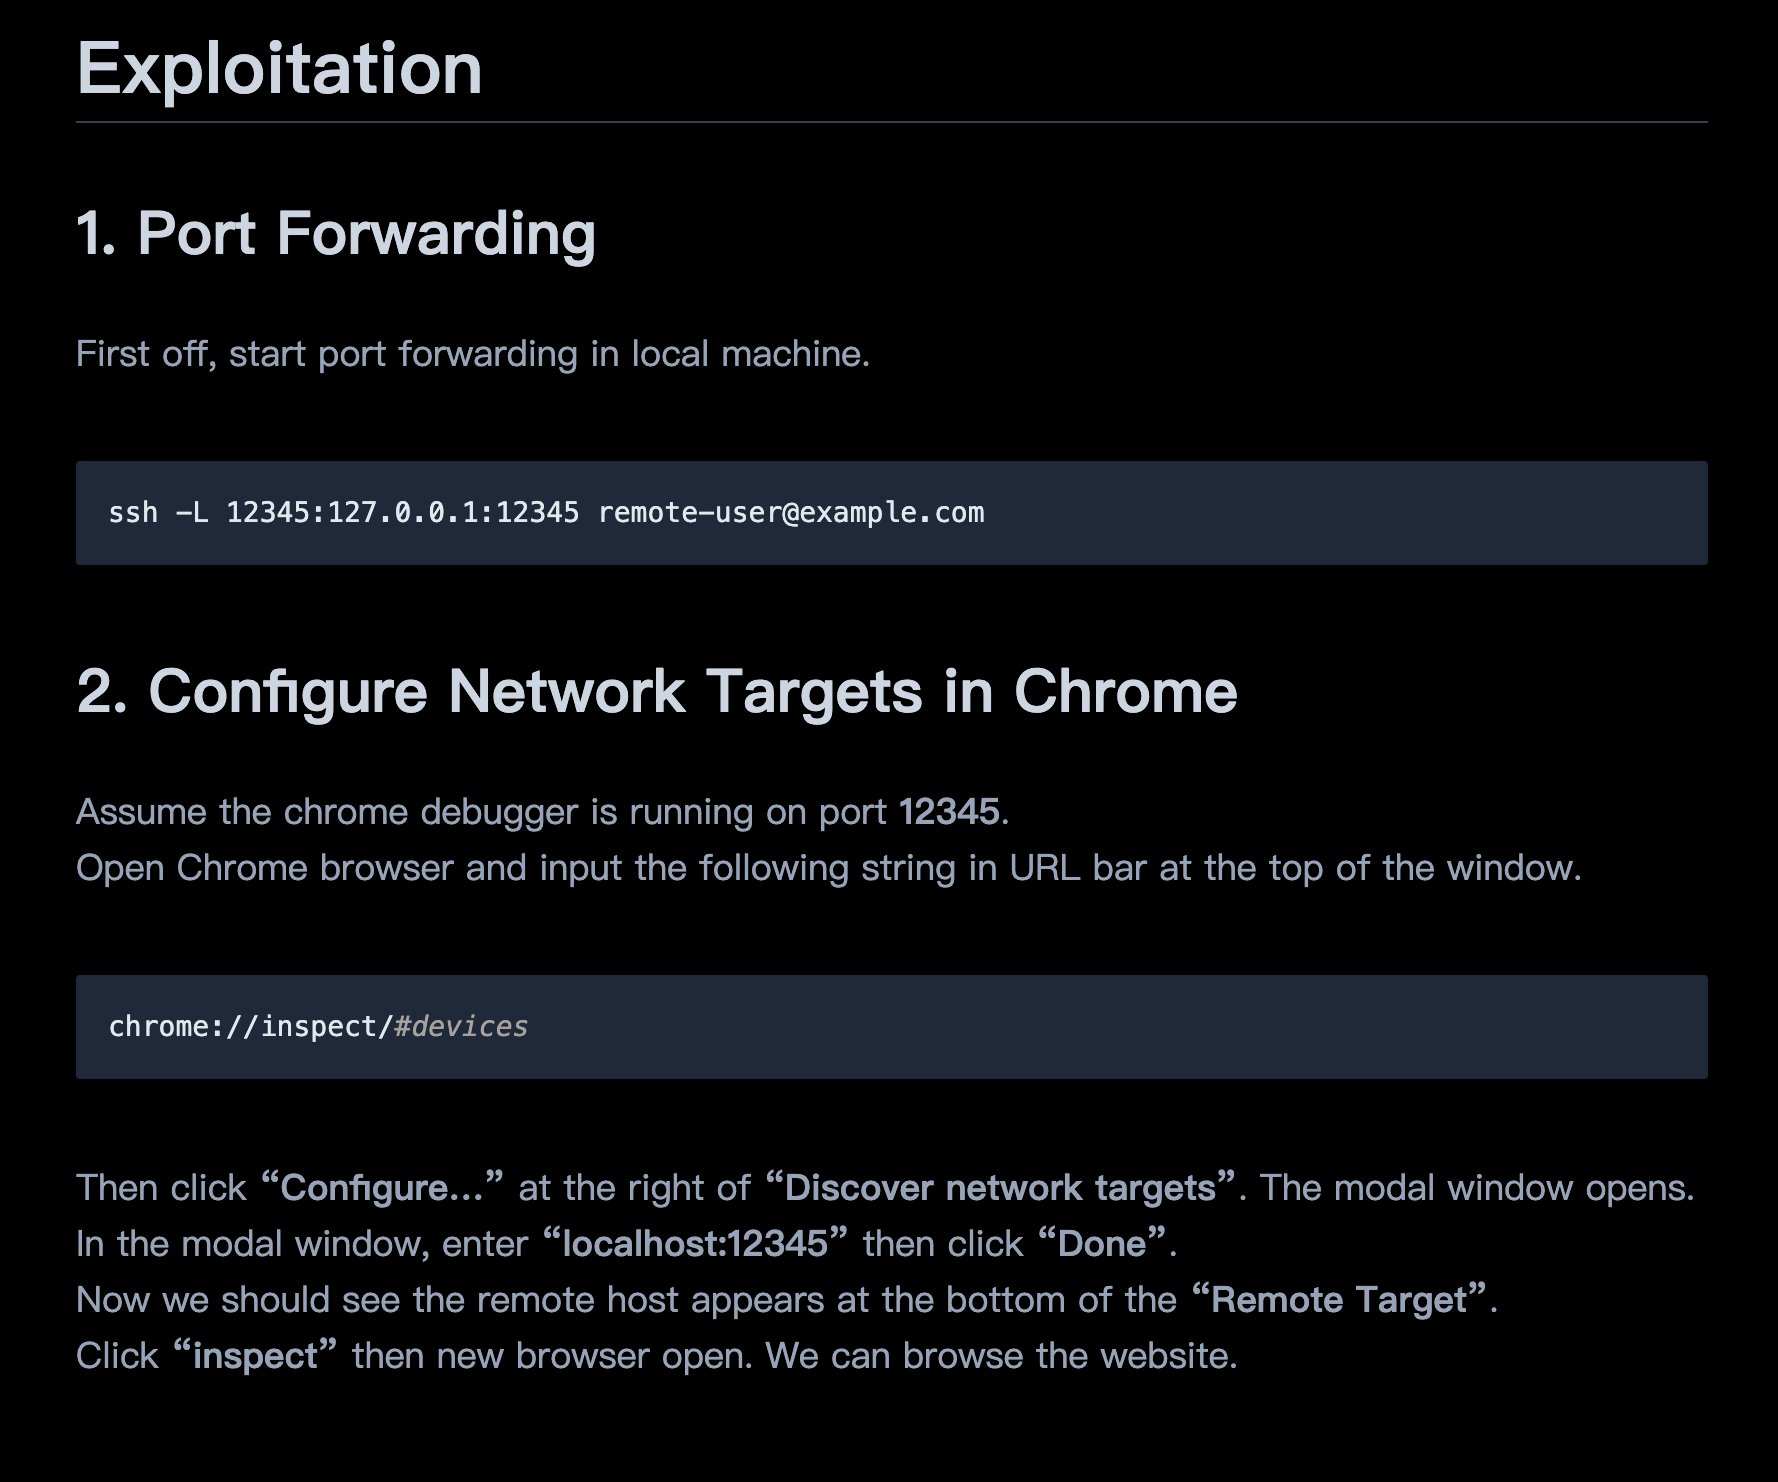 Exploitation
1. Port Forwarding
First off, start port forwarding in local machine.
ssh -L 12345:127.0.0.1:12345 remote-user@example.com
2. Configure Network Targets in Chrome
Assume the chrome debugger is running on port 12345.
Open Chrome browser and input the following string in URL bar at the top of the window.
chrome://inspect/#devices
Then click “Configure...” at the right of “Discover network targets”. The modal window opens.
In the modal window, enter “localhost:12345” then click “Done”.
Now we should see the remote host appears at the bottom of the “Remote Target”.
Click “inspect” then new browser open. We can browse the website.